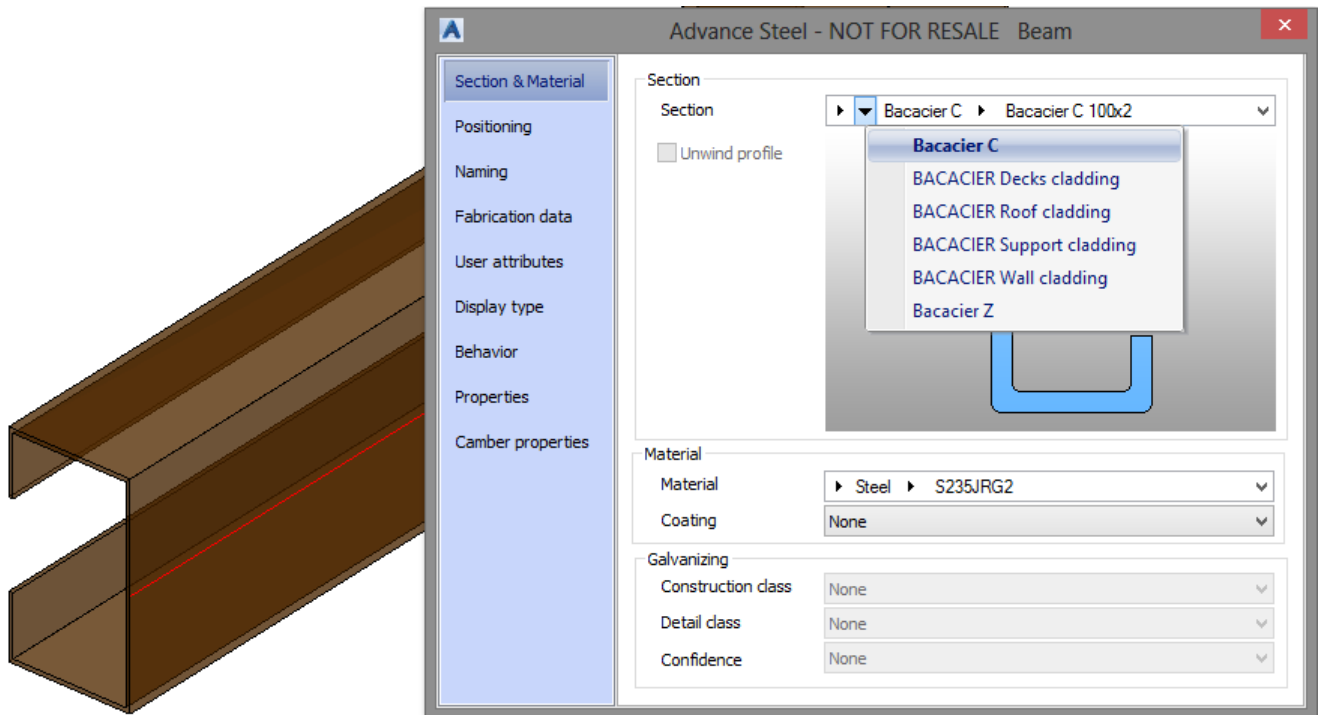 Advance Steel - NOT FOR RESALE Beam
Section & Material
Positioning
Naming
Fabrication data
User attributes
Display type
Behavior
Properties
Camber properties
Section
Section
Bacacier C
Bacacier C 100x2
Unwind profile
Bacacier C
BACACIER Decks cladding
BACACIER Roof cladding
BACACIER Support cladding
BACACIER Wall cladding
Bacacier Z
Material
Material
Steel
S235JRG2
Coating
None
Galvanizing
Construction class
None
Detail class
None
Confidence
None